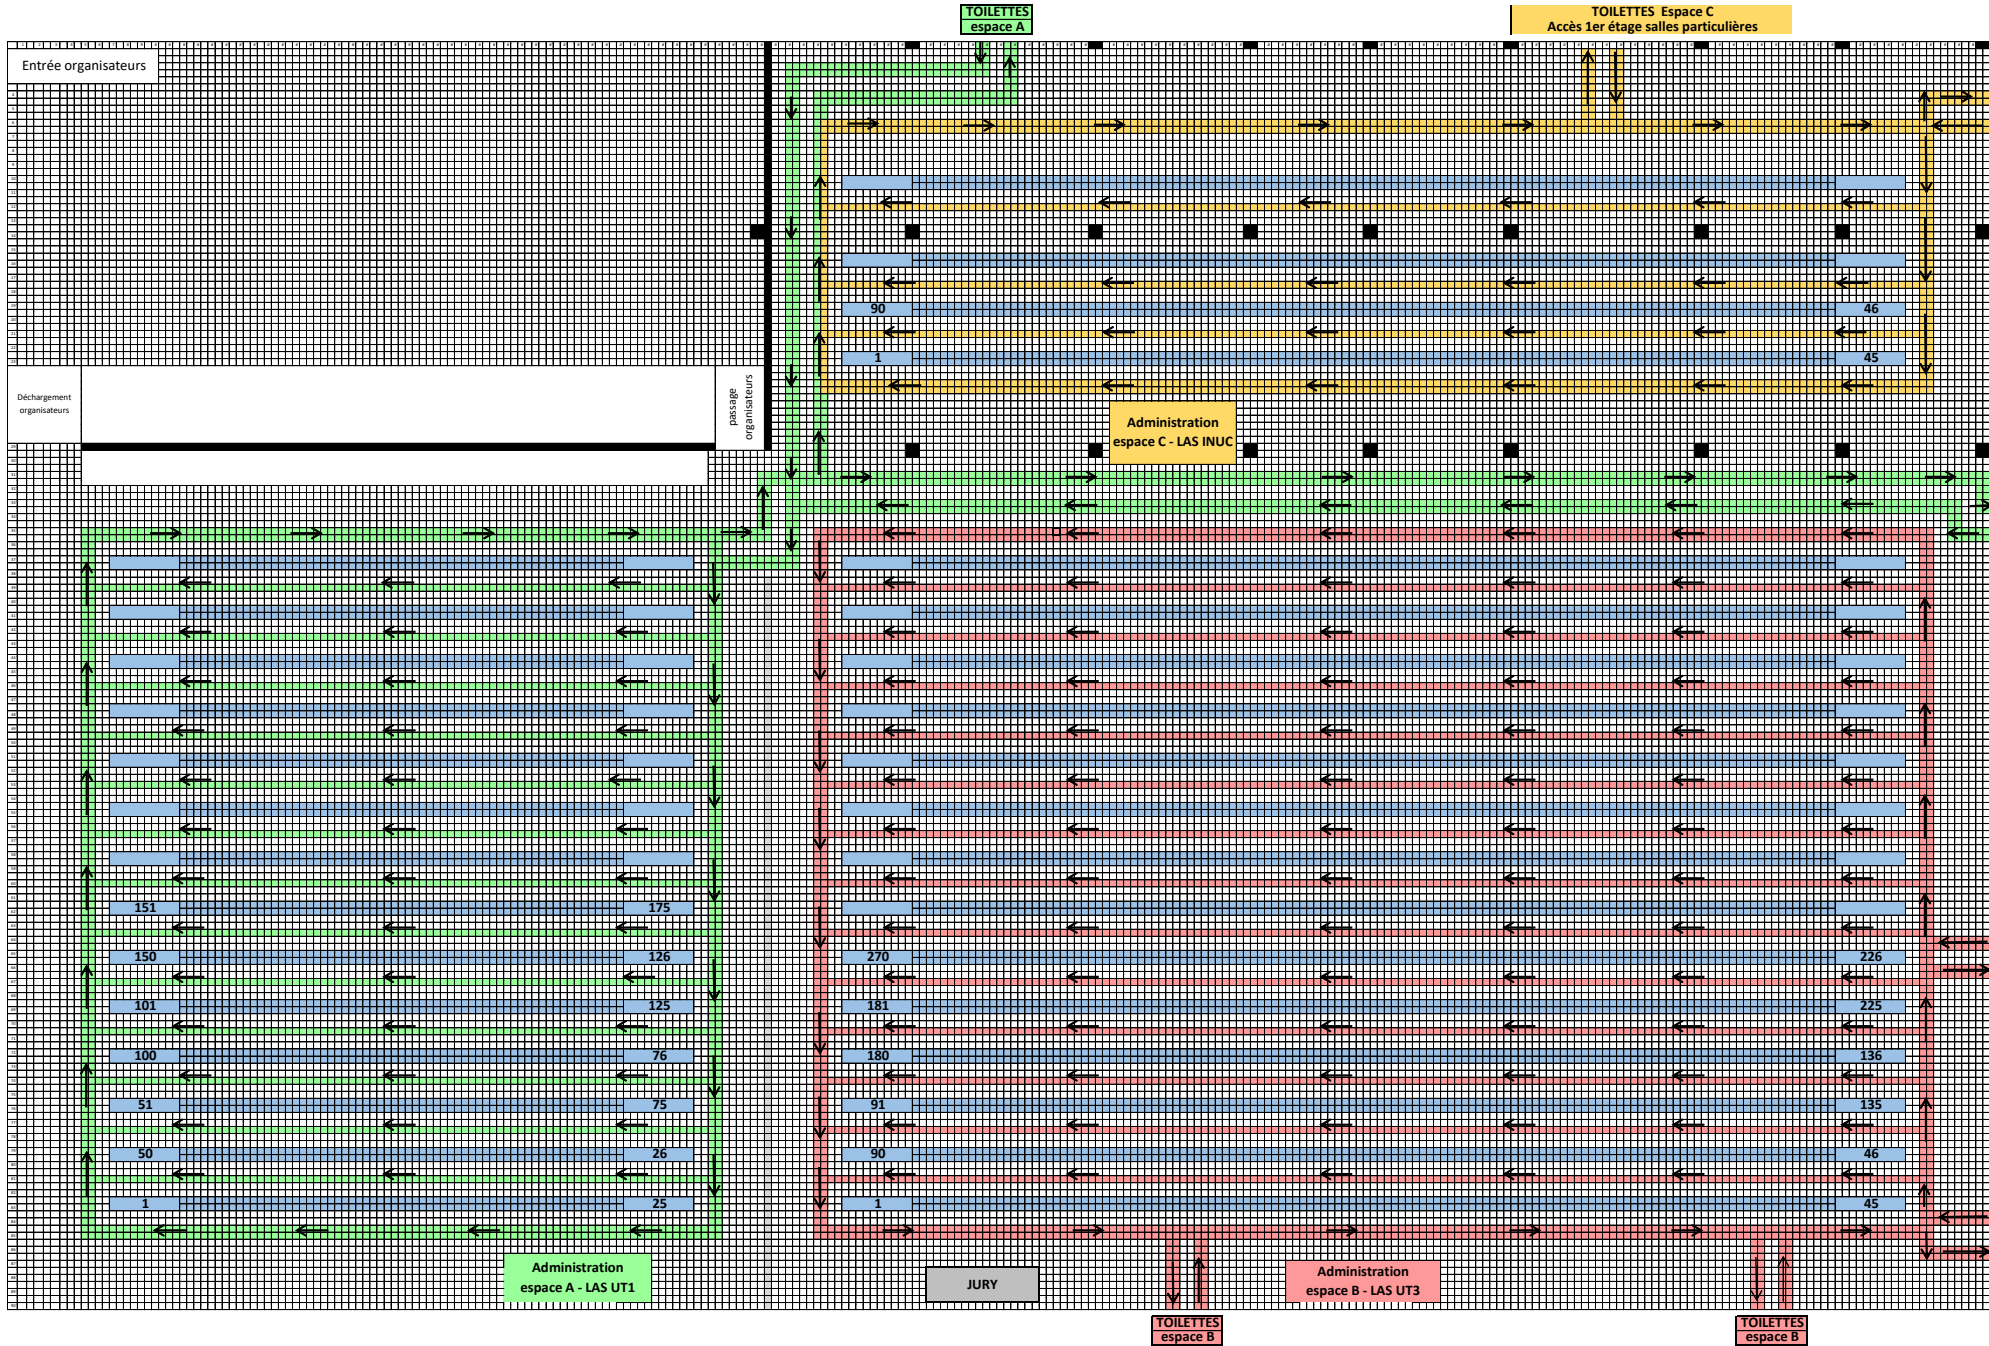 TOILETTES
espace A
TOILETTES Espace C
Accès 1er étage salles particulières
Entrée organisateurs
90
46
1
45
Déchargement
organisateurs
passage
organisateurs
Administration
espace C - LAS INUC
151
175
150
126
270
226
101
125
181
225
100
76
180
136
51
75
91
135
50
26
90
46
1
25
1
45
Administration
espace A - LAS UT1
JURY
Administration
espace B - LAS UT3
TOILETTES
espace B
TOILETTES
espace B